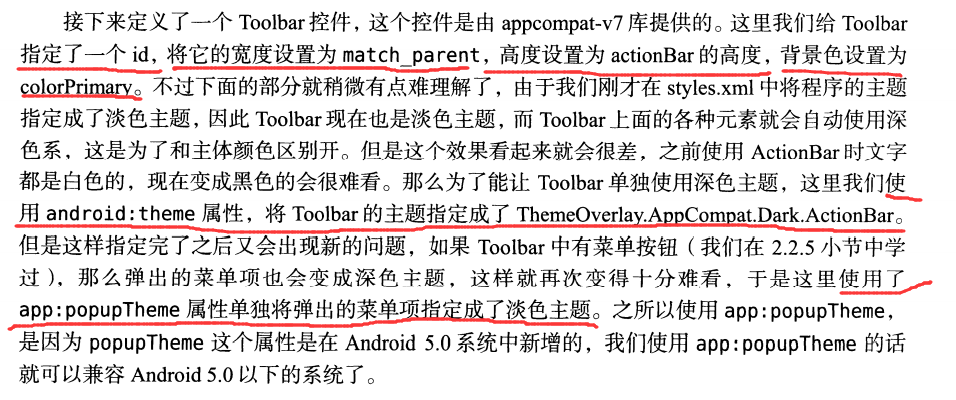 接下来定义了一个 Toolbar 控件，这个控件是由 appcompat-v7 库提供的。这里我们给 Toolbar
指定了一个 id，将它的宽度设置为 match_parent，高度设置为 actionBar 的高度，背景色设置为
colorPrimary。不过下面的部分就稍微有点难理解了，由于我们刚才在 styles.xml 中将程序的主题
指定成了淡色主题，因此 Toolbar 现在也是淡色主题，而 Toolbar 上面的各种元素就会自动使用深
色系，这是为了和主体颜色区别开。但是这个效果看起来就会很差，之前使用 ActionBar 时文字
都是白色的，现在变成黑色的会很难看。那么为了能让 Toolbar 单独使用深色主题，这里我们使
用 android:theme 属性，将 Toolbar 的主题指定成了 ThemeOverlay.AppCompat.Dark.ActionBar。
但是这样指定完了之后又会出现新的问题，如果 Toolbar 中有菜单按钮（我们在 2.2.5 小节中学
过），那么弹出的菜单项也会变成深色主题，这样就再次变得十分难看，于是这里使用了
app:popupTheme 属性单独将弹出的菜单项指定成了淡色主题。之所以使用 app:popupTheme，
是因为 popupTheme 这个属性是在 Android 5.0 系统中新增的，我们使用 app:popupTheme 的话
就可以兼容 Android 5.0 以下的系统了。